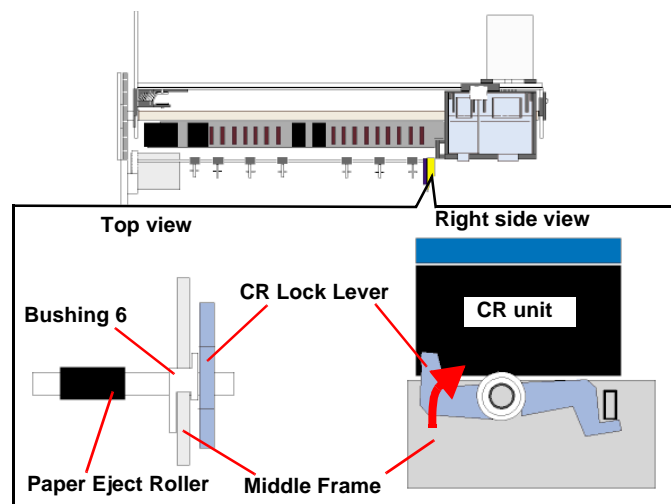 Top view
Right side view
CR Lock Lever
Bushing 6
CR unit
Paper Eject Roller
Middle Frame